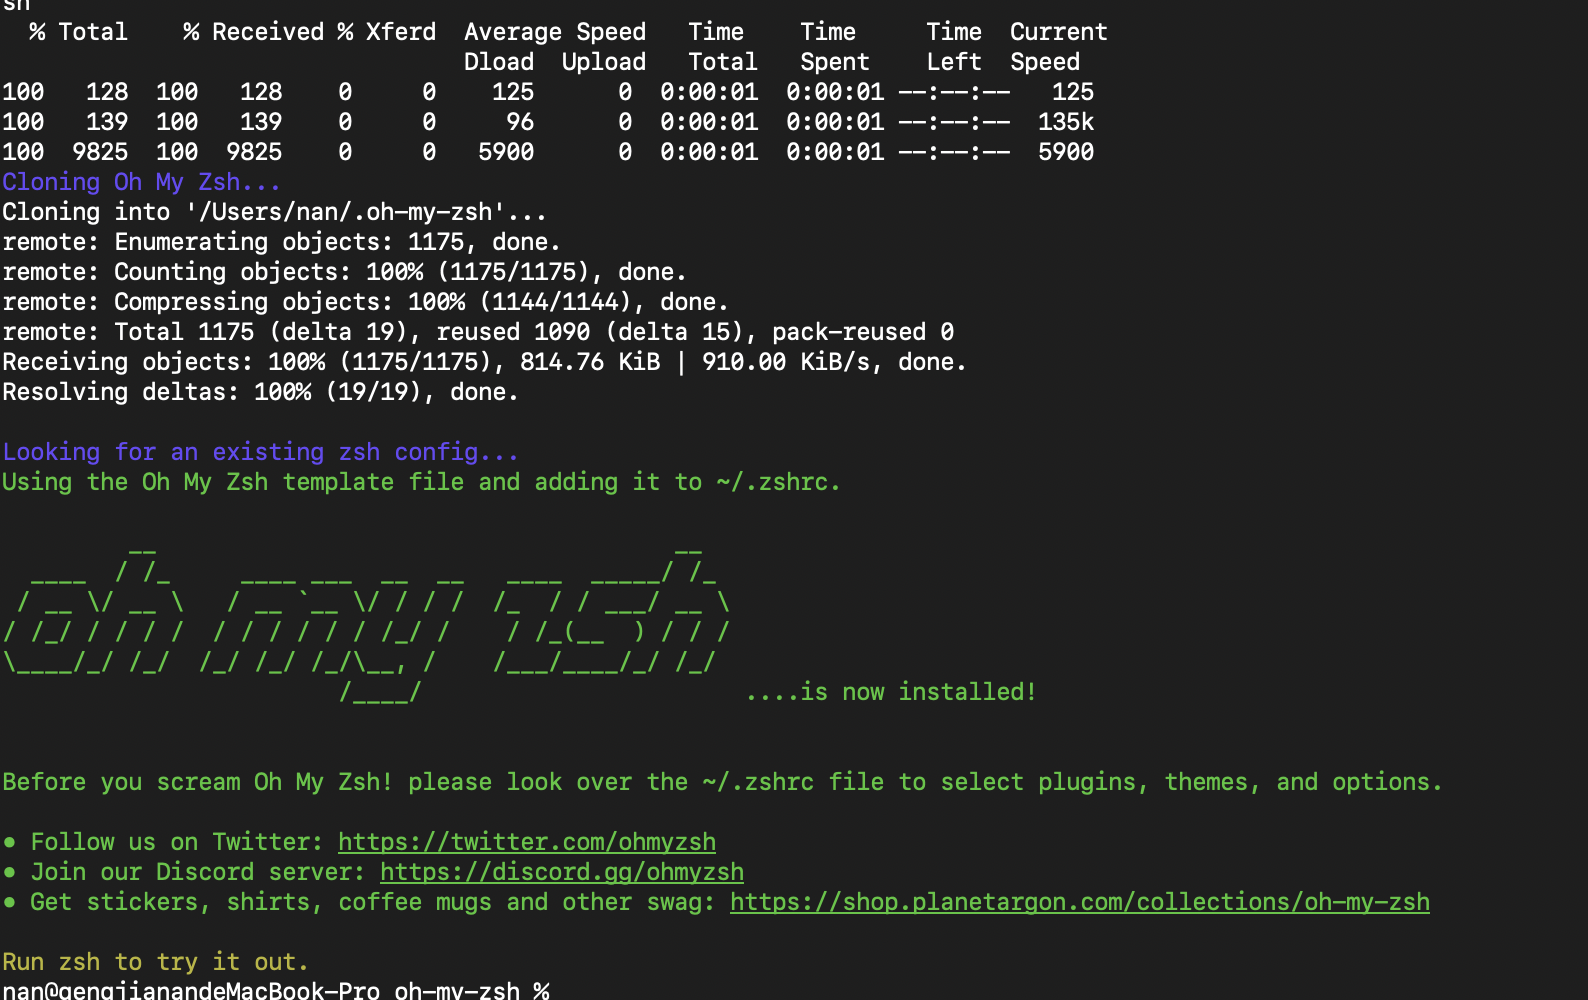 sh
  % Total    % Received % Xferd  Average Speed   Time    Time     Time  Current
                                 Dload  Upload   Total   Spent    Left  Speed
100   128  100   128    0     0    125      0  0:00:01  0:00:01 --:--:--   125
100   139  100   139    0     0     96      0  0:00:01  0:00:01 --:--:--  135k
100  9825  100  9825    0     0   5900      0  0:00:01  0:00:01 --:--:--  5900
Cloning Oh My Zsh...
Cloning into '/Users/nan/.oh-my-zsh'...
remote: Enumerating objects: 1175, done.
remote: Counting objects: 100% (1175/1175), done.
remote: Compressing objects: 100% (1144/1144), done.
remote: Total 1175 (delta 19), reused 1090 (delta 15), pack-reused 0
Receiving objects: 100% (1175/1175), 814.76 KiB | 910.00 KiB/s, done.
Resolving deltas: 100% (19/19), done.
Looking for an existing zsh config...
Using the Oh My Zsh template file and adding it to ~/.zshrc.
oh my zsh
....is now installed!
Before you scream Oh My Zsh! please look over the ~/.zshrc file to select plugins, themes, and options.
• Follow us on Twitter: https://twitter.com/ohmyzsh
• Join our Discord server: https://discord.gg/ohmyzsh
• Get stickers, shirts, coffee mugs and other swag: https://shop.planetargon.com/collections/oh-my-zsh
Run zsh to try it out.
nan@gengjianandeMacBook-Pro oh-my-zsh %